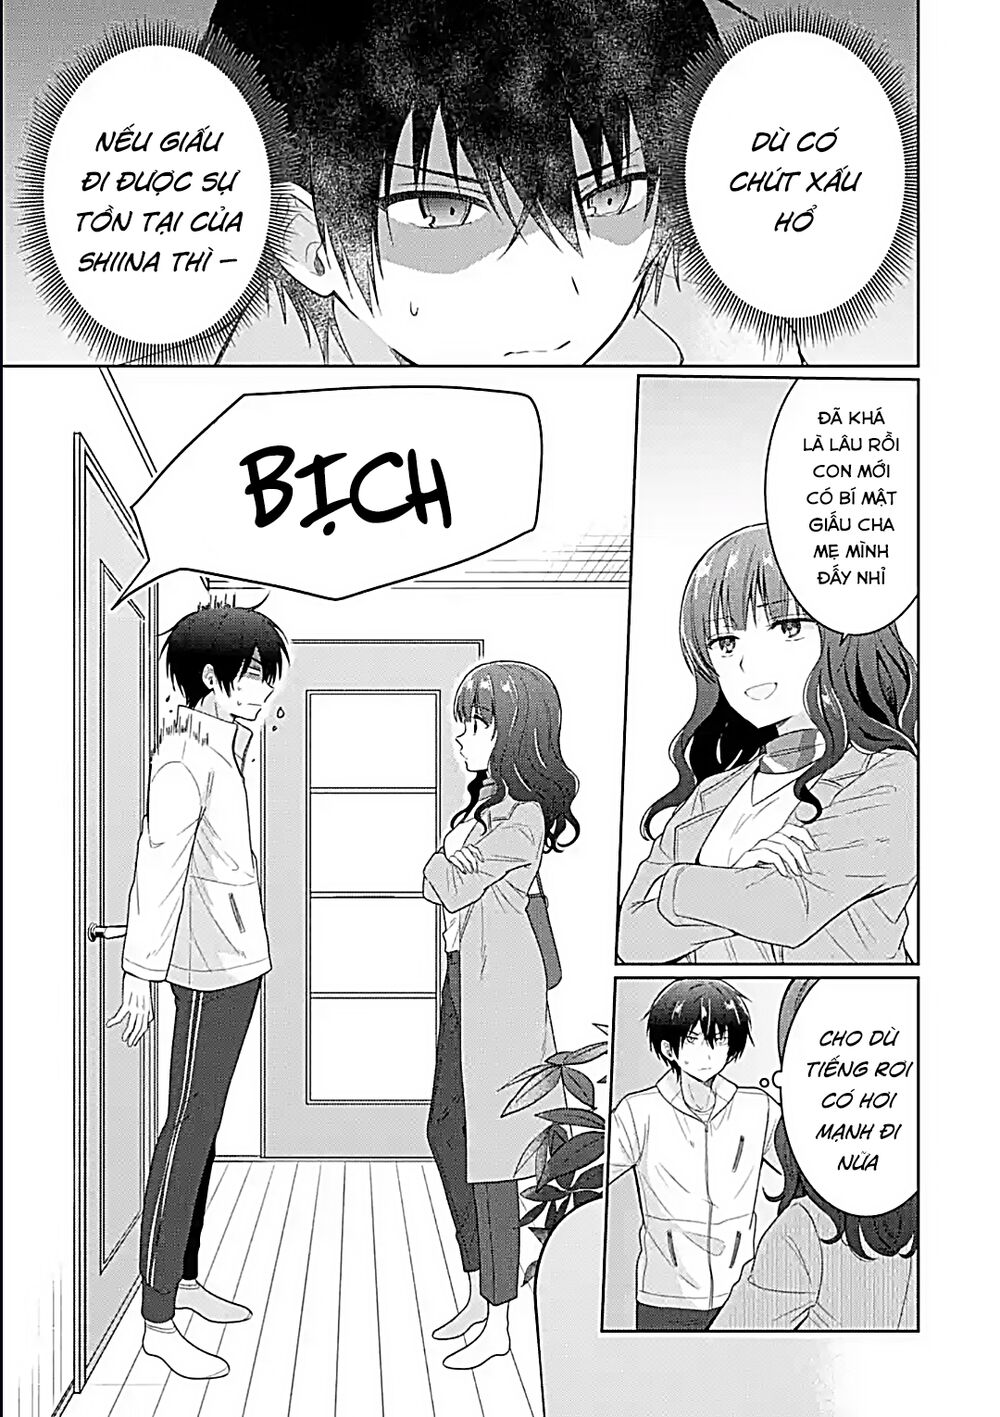 DÙ CÓ
CHÚT XẤU
HỔ
NẾU GIẤU
ĐI ĐƯỢC SỰ
TỒN TẠI CỦA
SHIINA THÌ –
ĐÃ KHÁ
LÀ LÂU RỒI
CON MỚI
CÓ BÍ MẬT
GIẤU CHA
MẸ MÌNH
ĐẤY NHỈ
BỊCH
CHO DÙ
TIẾNG RƠI
CÓ HƠI
MẠNH ĐI
NỮA